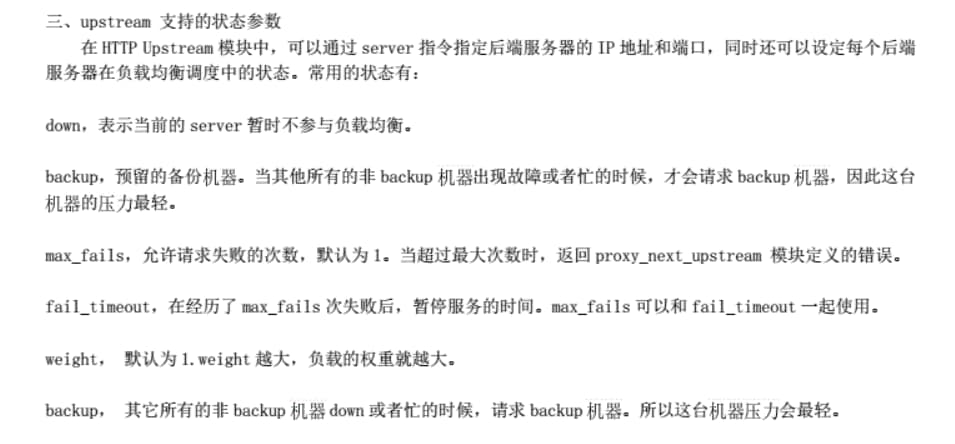 三、upstream 支持的状态参数
在 HTTP Upstream 模块中，可以通过 server 指令指定后端服务器的 IP 地址和端口，同时还可以设定每个后端
服务器在负载均衡调度中的状态。常用的状态有：
down，表示当前的 server 暂时不参与负载均衡。
backup，预留的备份机器。当其他所有的非 backup 机器出现故障或者忙的时候，才会请求 backup 机器，因此这台
机器的压力最轻。
max_fails，允许请求失败的次数，默认为 1。当超过最大次数时，返回 proxy_next_upstream 模块定义的错误。
fail_timeout，在经历了 max_fails 次失败后，暂停服务的时间。max_fails 可以和 fail_timeout 一起使用。
weight， 默认为 1.weight 越大，负载的权重就越大。
backup， 其它所有的非 backup 机器 down 或者忙的时候，请求 backup 机器。所以这台机器压力会最轻。